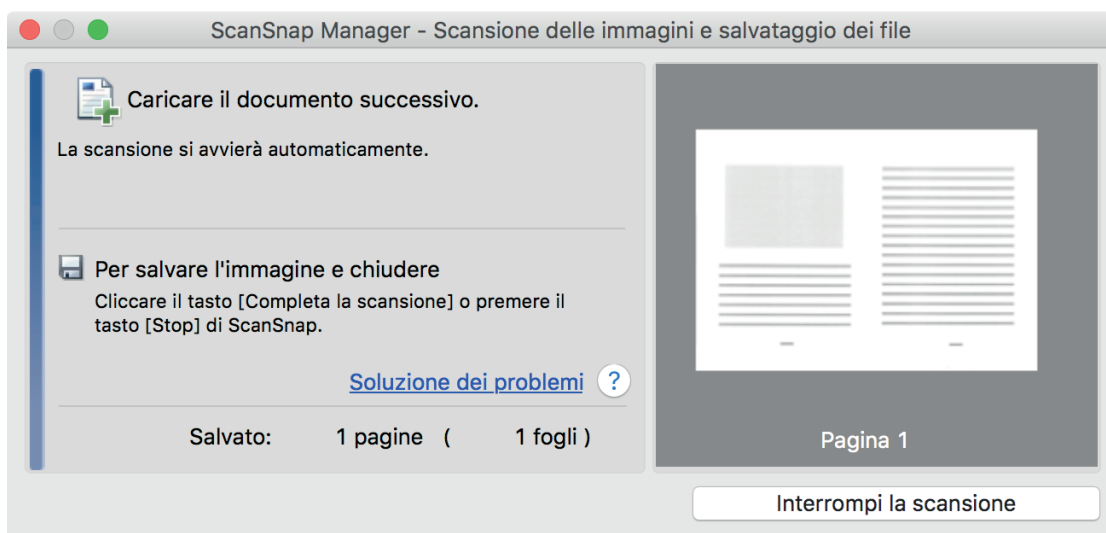 ScanSnap Manager - Scansione delle immagini e salvataggio dei file
Caricare il documento successivo.
La scansione si avvierà automaticamente.
Per salvare l'immagine e chiudere
Cliccare il tasto [Completa la scansione] o premere il
tasto [Stop] di ScanSnap.
Soluzione dei problemi ?
Salvato: 1 pagine ( 1 fogli )
Pagina 1
Interrompi la scansione